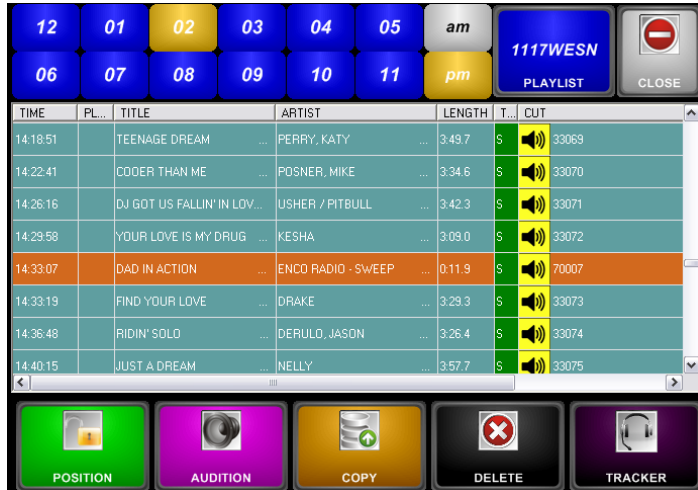 12 01 02 03 04 05 am
1117WESN
PLAYLIST
CLOSE
06 07 08 09 10 11 pm
TIME PL... TITLE ARTIST LENGTH T... CUT
14:18:51 TEENAGE DREAM ... PERRY, KATY ... 3:49.7 S 33069
14:22:41 COOER THAN ME ... POSNER, MIKE ... 3:34.6 S 33070
14:26:16 DJ GOT US FALLIN' IN LOV... USHER / PITBULL ... 3:42.3 S 33071
14:29:58 YOUR LOVE IS MY DRUG ... KESHA ... 3:09.0 S 33072
14:33:07 DAD IN ACTION ... ENCO RADIO - SWEEP ... 0:11.9 S 70007
14:33:19 FIND YOUR LOVE ... DRAKE ... 3:29.3 S 33073
14:36:48 RIDIN' SOLO ... DERULO, JASON ... 3:26.4 S 33074
14:40:15 JUST A DREAM ... NELLY ... 3:57.7 S 33075
POSITION AUDITION COPY DELETE TRACKER